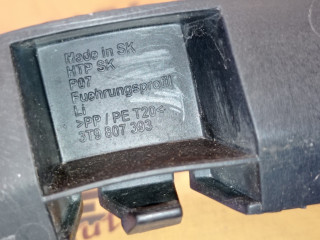 Made in SK
HTP SK
P07
Fuehrungsprofil
Li
>PP / PE T20<
3T5 807 393